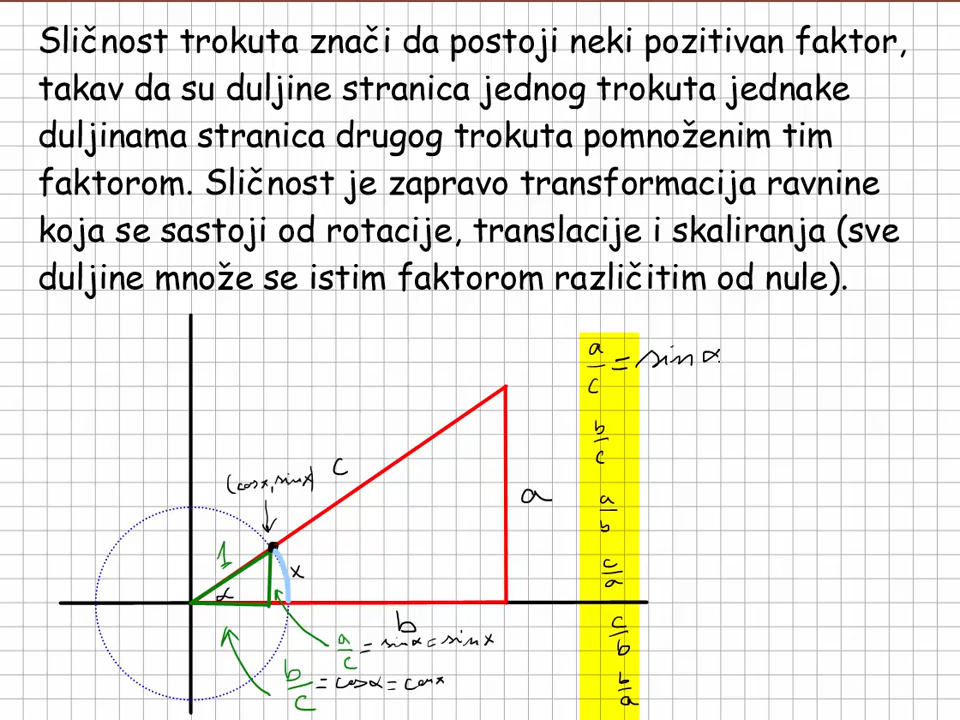 Sličnost trokuta znači da postoji neki pozitivan faktor,
takav da su duljine stranica jednog trokuta jednake
duljinama stranica drugog trokuta pomnoženim tim
faktorom. Sličnost je zapravo transformacija ravnine
koja se sastoji od rotacije, translacije i skaliranja (sve
duljine množe se istim faktorom različitim od nule).
a/c = sin α
b/c
(cos x, sin x)
c
a
a/b
1
x
c/a
α
b
c/b
a/c = sin α = sin x
b/c = cos α = cos x
b/a